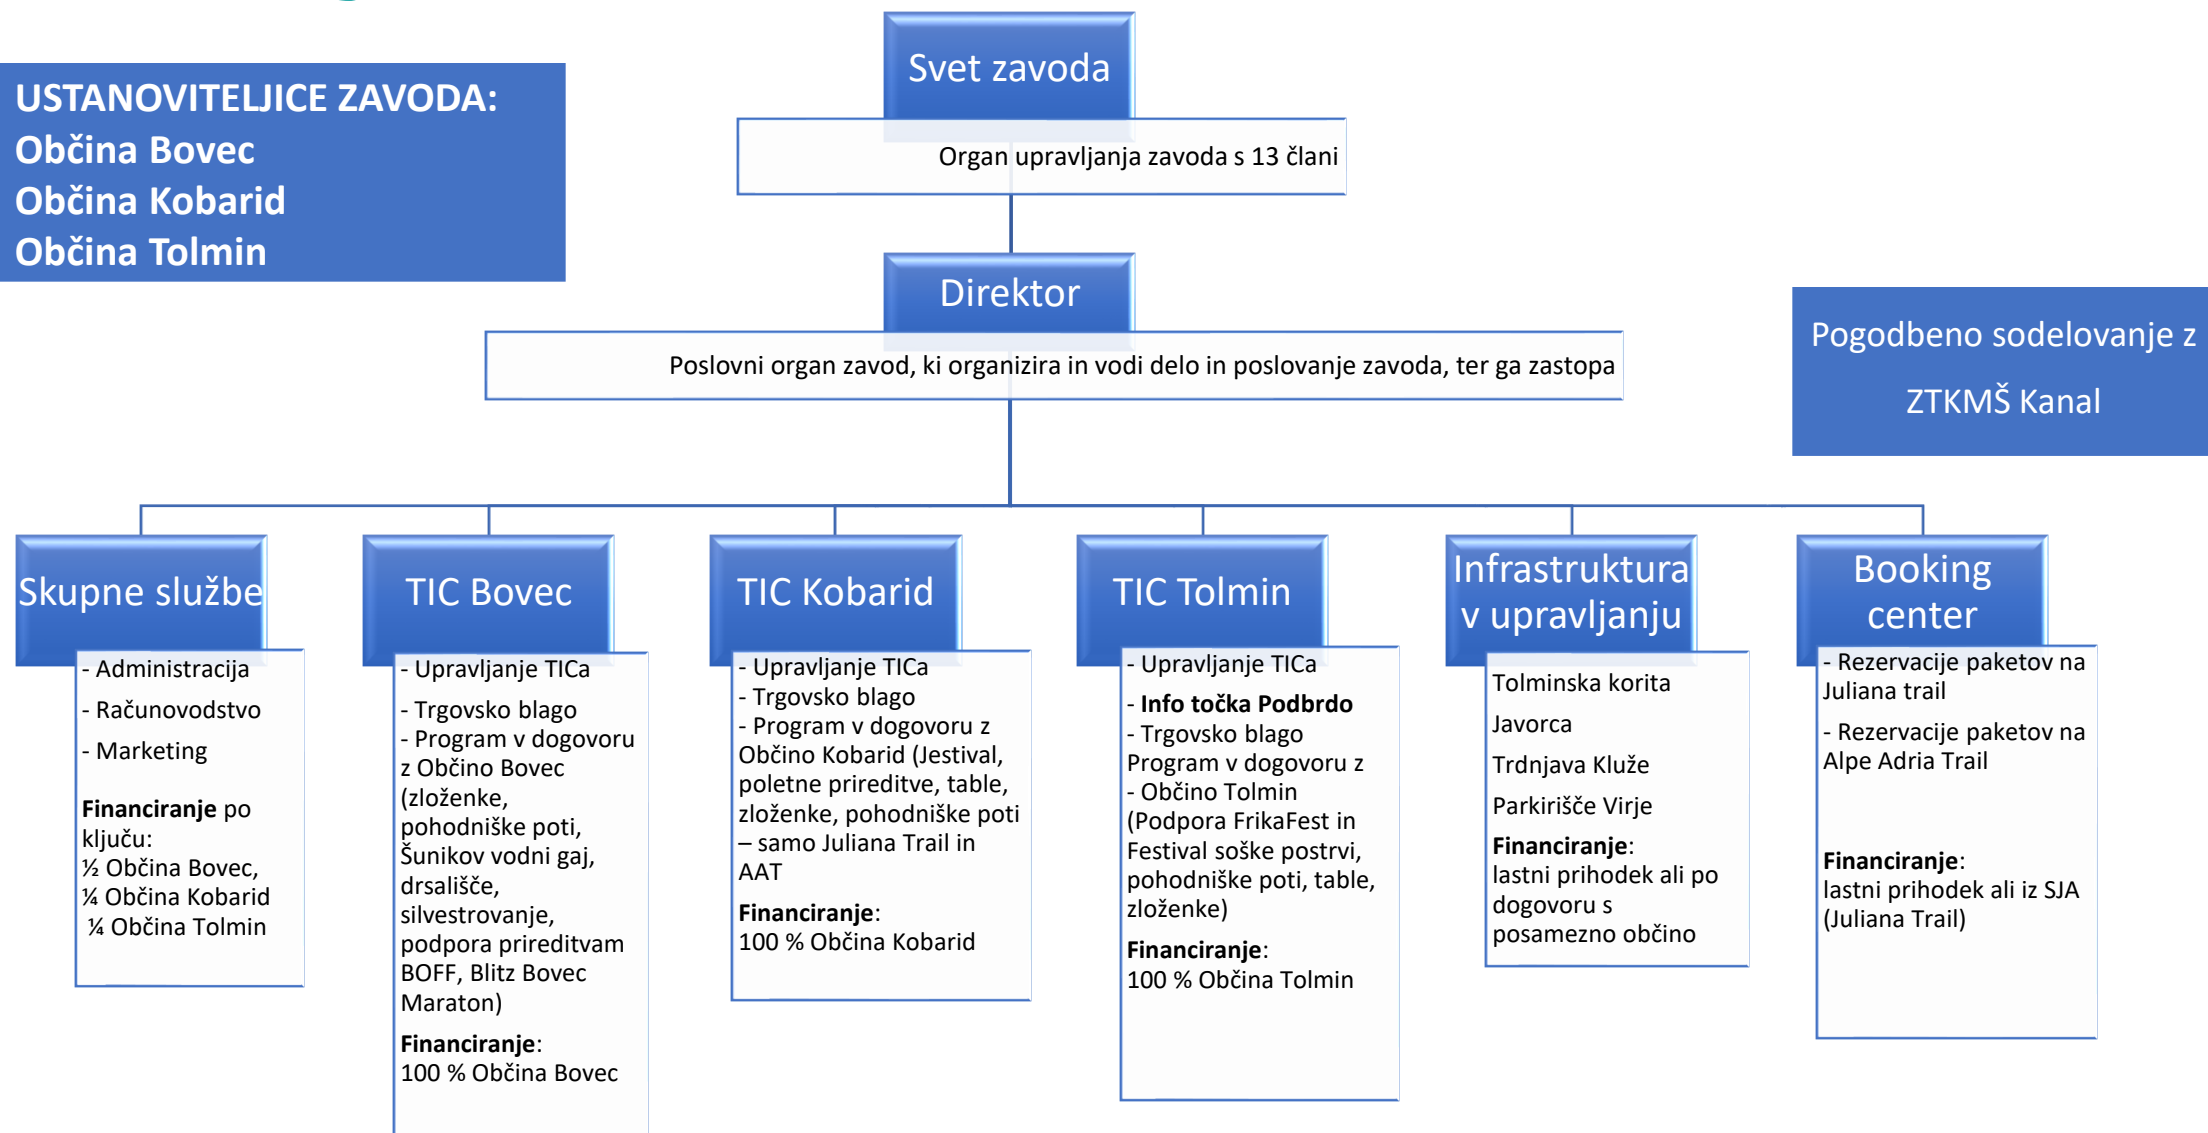 USTANOVITELJICE ZAVODA:
Občina Bovec
Občina Kobarid
Občina Tolmin
Svet zavoda
Organ upravljanja zavoda s 13 člani
Direktor
Poslovni organ zavod, ki organizira in vodi delo in poslovanje zavoda, ter ga zastopa
Pogodbeno sodelovanje z
ZTKMŠ Kanal
Skupne službe
- Administracija
- Računovodstvo
- Marketing
Financiranje po
ključu:
½ Občina Bovec,
¼ Občina Kobarid
¼ Občina Tolmin
TIC Bovec
- Upravljanje TICa
- Trgovsko blago
- Program v dogovoru
z Občino Bovec
(zloženke,
pohodniške poti,
Šunikov vodni gaj,
drsališče,
silvestrovanje,
podpora prireditvam
BOFF, Blitz Bovec
Maraton)
Financiranje:
100 % Občina Bovec
TIC Kobarid
- Upravljanje TICa
- Trgovsko blago
- Program v dogovoru z
Občino Kobarid (Jestival,
poletne prireditve, table,
zloženke, pohodniške poti
– samo Juliana Trail in
AAT
Financiranje:
100 % Občina Kobarid
TIC Tolmin
- Upravljanje TICa
- Info točka Podbrdo
- Trgovsko blago
Program v dogovoru z
- Občino Tolmin
(Podpora FrikaFest in
Festival soške postrvi,
pohodniške poti, table,
zloženke)
Financiranje:
100 % Občina Tolmin
Infrastruktura
v upravljanju
Tolminska korita
Javorca
Trdnjava Kluže
Parkirišče Virje
Financiranje:
lastni prihodek ali po
dogovoru s
posamezno občino
Booking
center
- Rezervacije paketov na
Juliana trail
- Rezervacije paketov na
Alpe Adria Trail
Financiranje:
lastni prihodek ali iz SJA
(Juliana Trail)